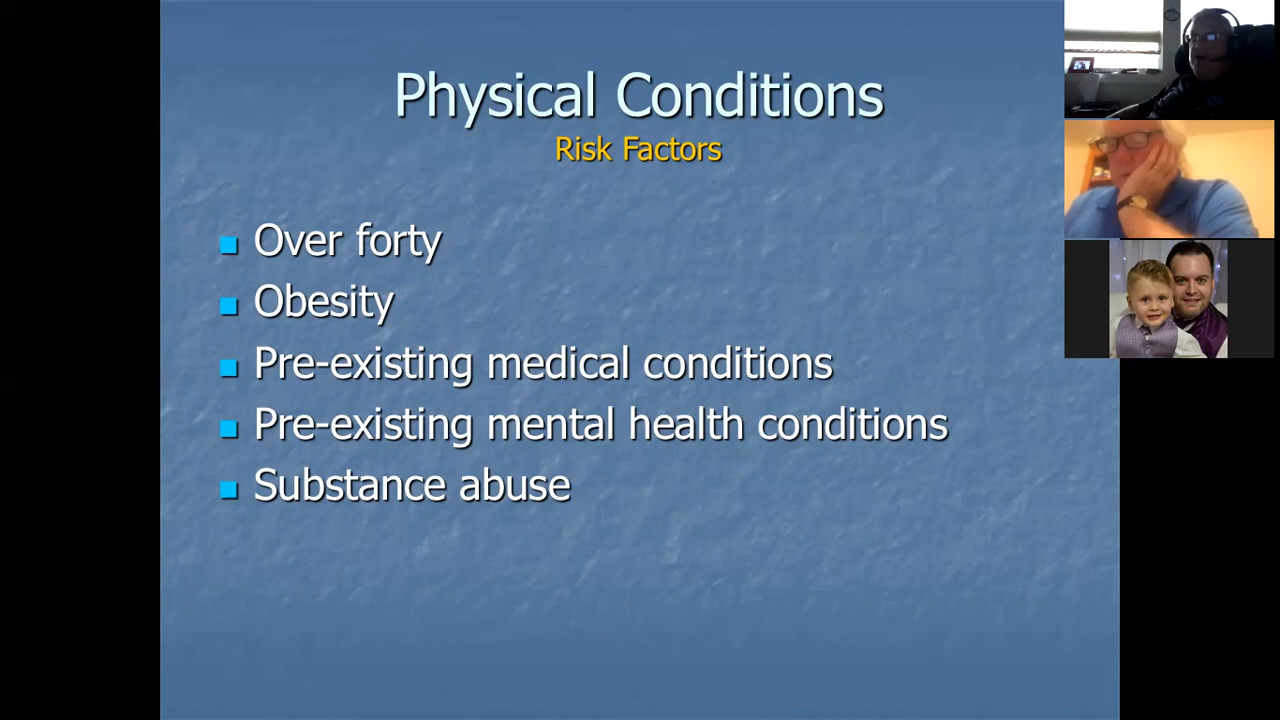 Physical Conditions
Risk Factors
Over forty
Obesity
Pre-existing medical conditions
Pre-existing mental health conditions
Substance abuse